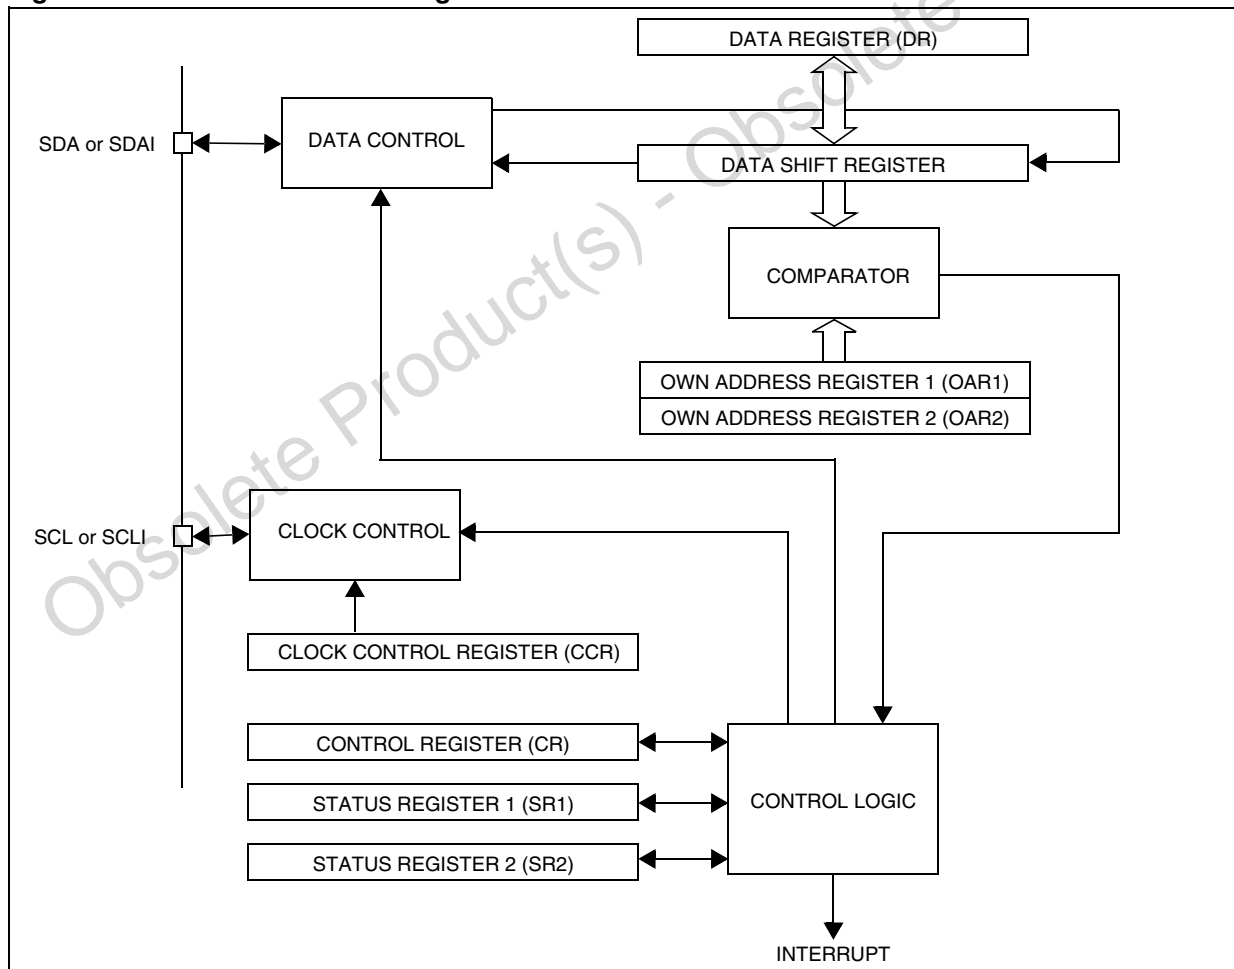 DATA REGISTER (DR)
SDA or SDAI
DATA CONTROL
DATA SHIFT REGISTER
COMPARATOR
OWN ADDRESS REGISTER 1 (OAR1)
OWN ADDRESS REGISTER 2 (OAR2)
SCL or SCLI
CLOCK CONTROL
CLOCK CONTROL REGISTER (CCR)
CONTROL REGISTER (CR)
STATUS REGISTER 1 (SR1)
CONTROL LOGIC
STATUS REGISTER 2 (SR2)
INTERRUPT
Obsolete Product(s) - Obsolete